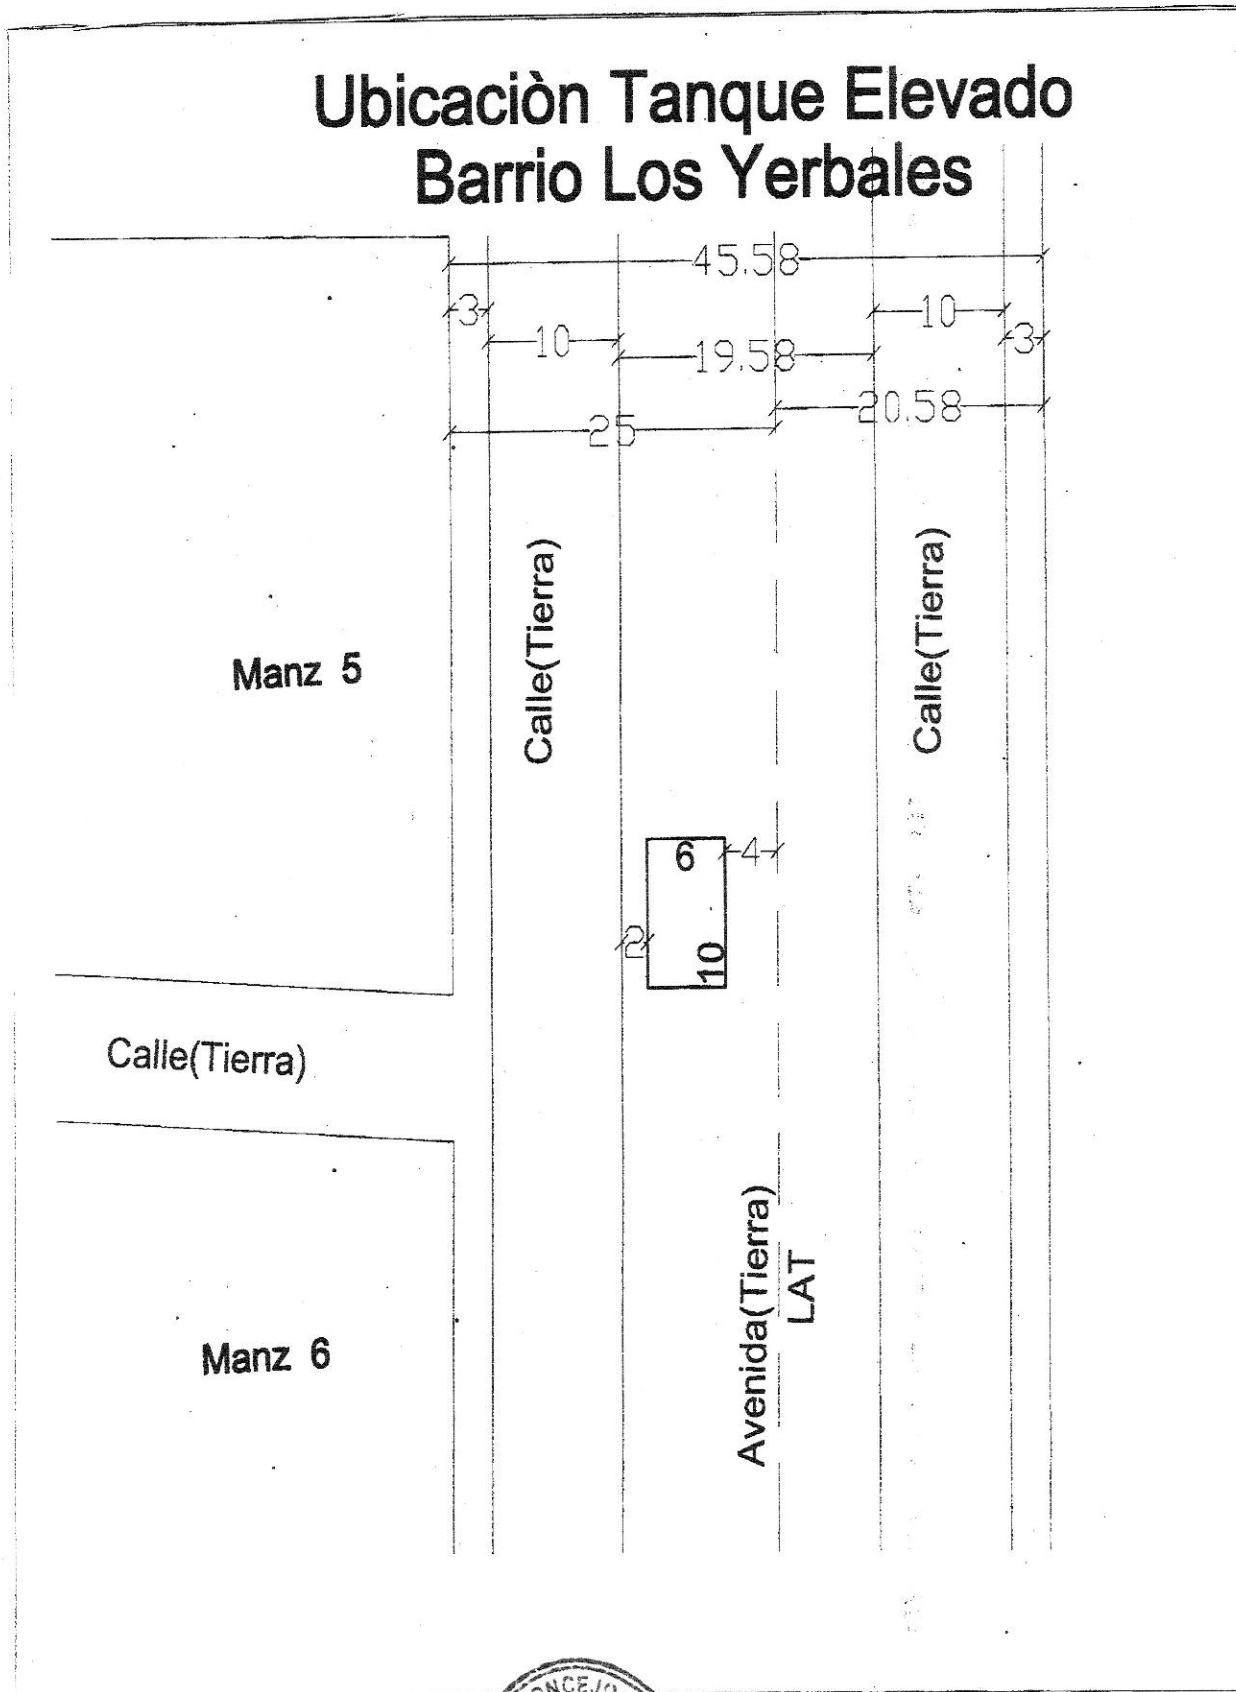 Ubicaciòn Tanque Elevado
Barrio Los Yerbales
45.58
3
10
10
3
19.58
20.58
25
Calle(Tierra)
Calle(Tierra)
Manz 5
6
4
2
10
Calle(Tierra)
Avenida(Tierra)
LAT
Manz 6